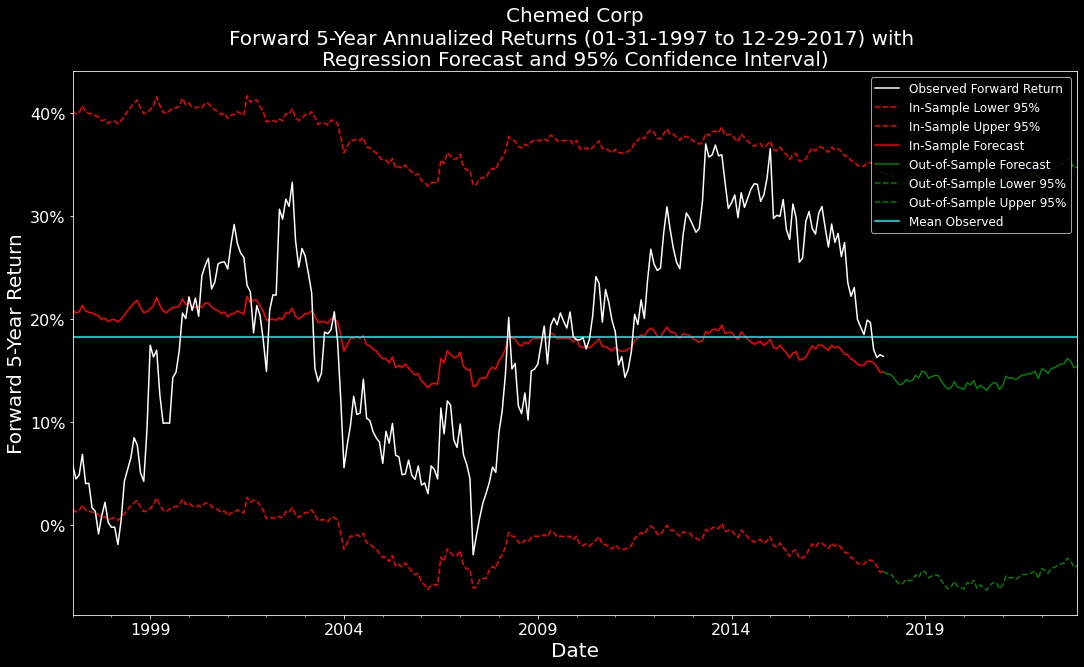 Chemed Corp
Forward 5-Year Annualized Returns (01-31-1997 to 12-29-2017) with
Regression Forecast and 95% Confidence Interval)
Observed Forward Return
In-Sample Lower 95%
In-Sample Upper 95%
In-Sample Forecast
Out-of-Sample Forecast
Out-of-Sample Lower 95%
Out-of-Sample Upper 95%
Mean Observed
Forward 5-Year Return
40%
30%
20%
10%
0%
1999
2004
2009
2014
2019
Date